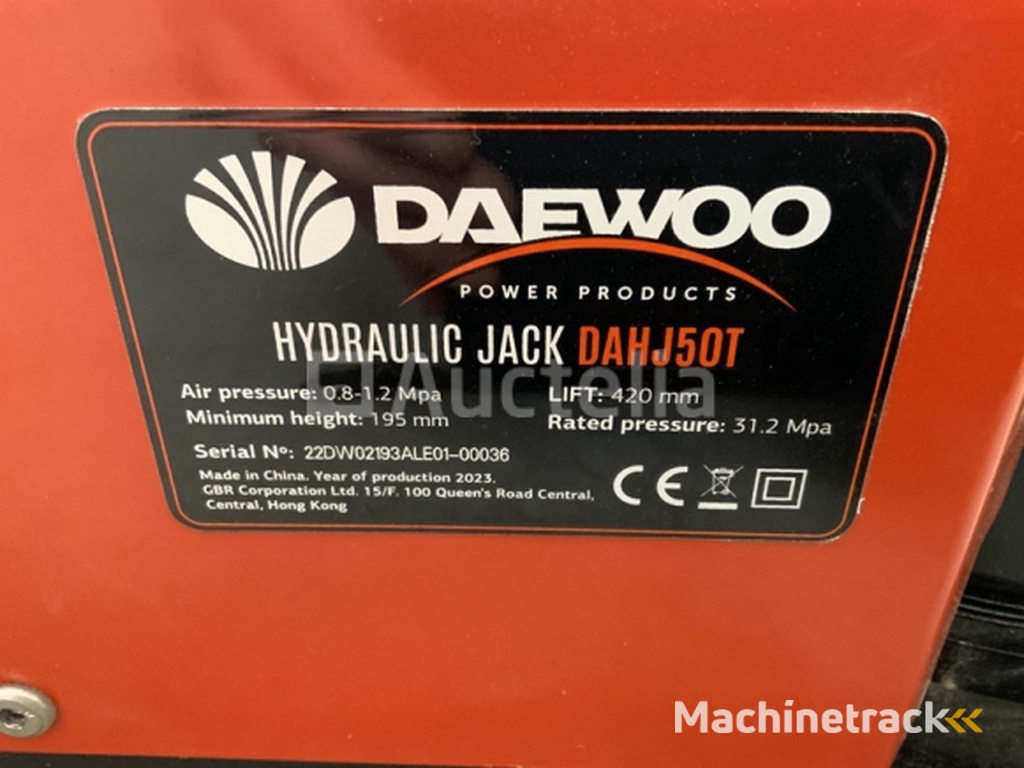 DAEWOO
POWER PRODUCTS
HYDRAULIC JACK DAHJ50T
Air pressure: 0.8-1.2 Mpa
LIFT: 420 mm
Minimum height: 195 mm
Rated pressure: 31.2 Mpa
Auctelia
Serial Nº: 22DW02193ALE01-00036
Made in China. Year of production 2023.
GBR Corporation Ltd. 15/F. 100 Queen's Road Central,
Central, Hong Kong
CE
Machinetrack